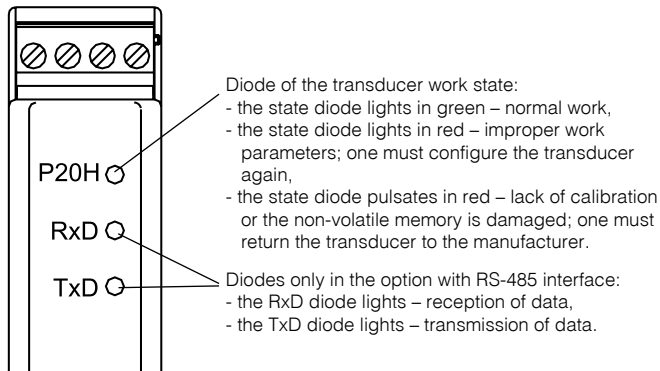 Diode of the transducer work state:
- the state diode lights in green – normal work,
- the state diode lights in red – improper work
parameters; one must configure the transducer
again,
- the state diode pulsates in red – lack of calibration
or the non-volatile memory is damaged; one must
return the transducer to the manufacturer.
P20H
RxD
TxD
Diodes only in the option with RS-485 interface:
- the RxD diode lights – reception of data,
- the TxD diode lights – transmission of data.